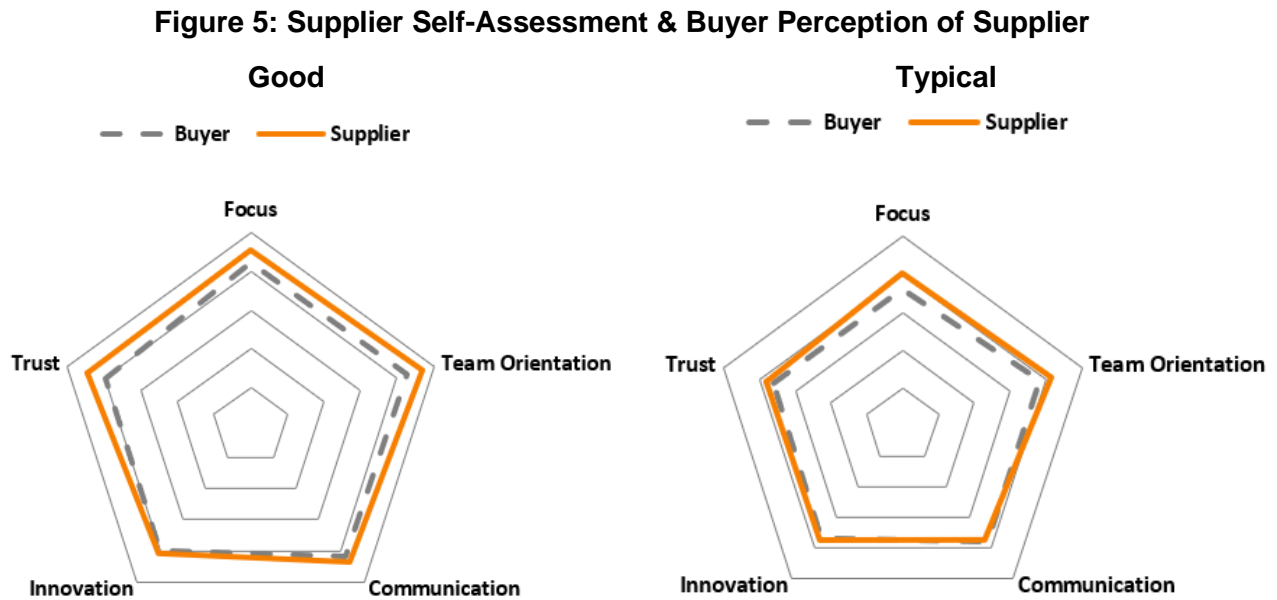 Figure 5: Supplier Self-Assessment & Buyer Perception of Supplier
Good
Typical
Buyer
Supplier
Buyer
Supplier
Focus
Trust
Team Orientation
Innovation
Communication
Focus
Trust
Team Orientation
Innovation
Communication